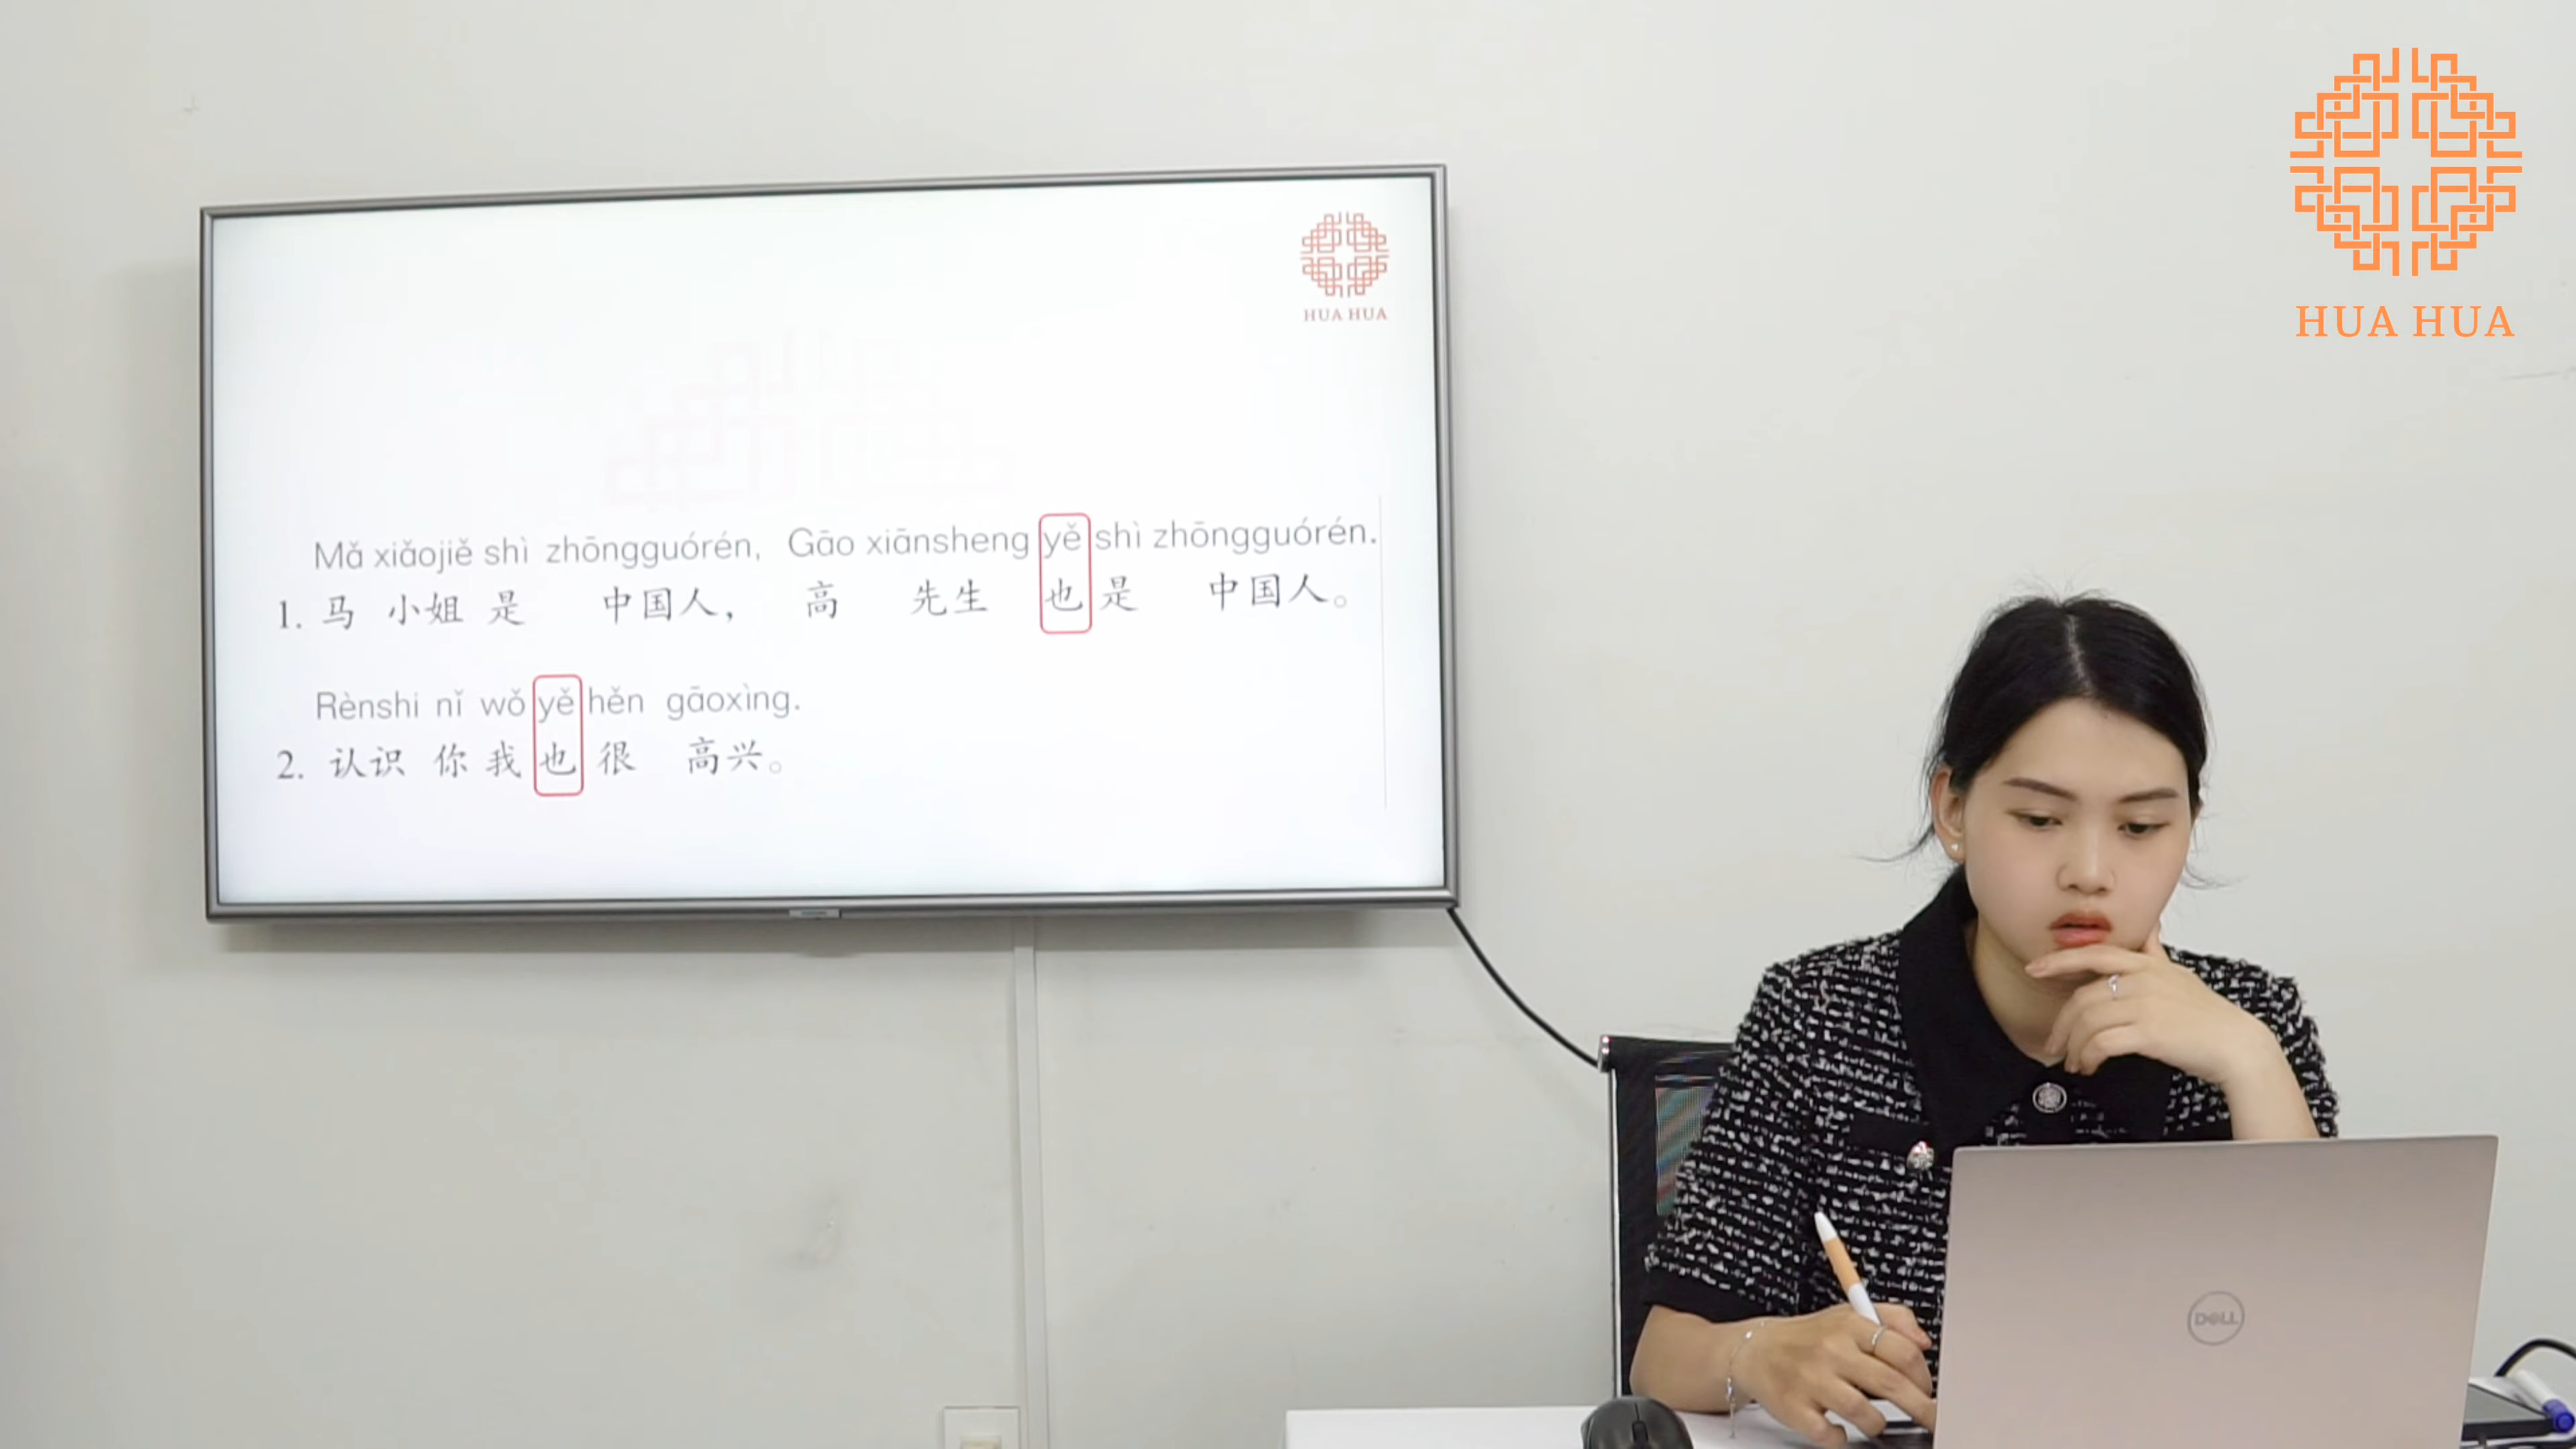 HUA HUA
HUA HUA
Mǎ xiǎojiě shì zhōngguórén, Gāo xiānsheng yě shì zhōngguórén.
1. 马 小姐 是 中国人, 高 先生 也 是 中国人。
Rènshi nǐ wǒ yě hěn gāoxìng.
2. 认识 你 我 也 很 高兴。
DELL